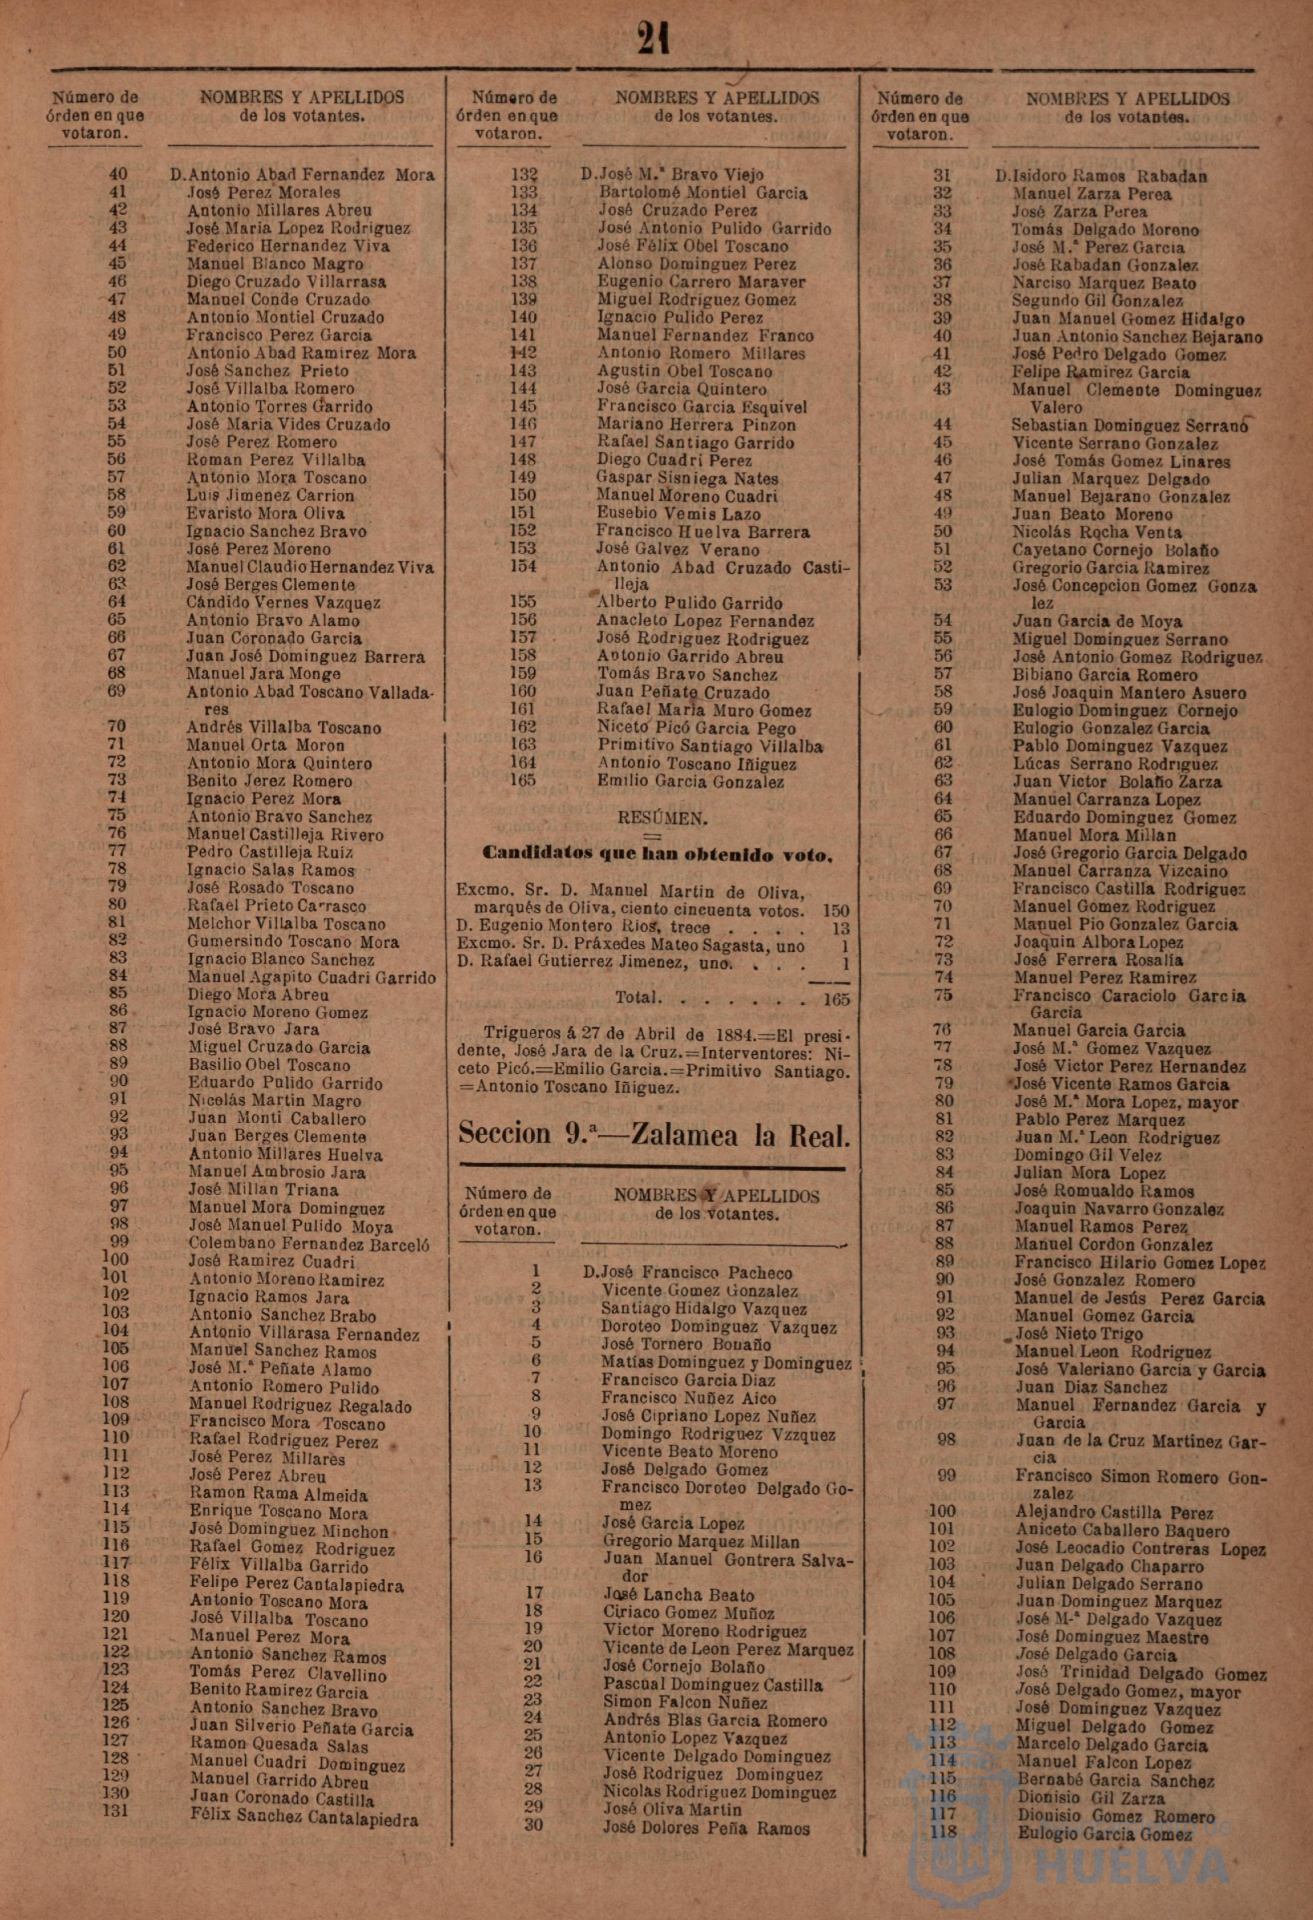 21
Número de
órden en que
votaron.
NOMBRES Y APELLIDOS
de los votantes.
40 D. Antonio Abad Fernandez Mora
41 José Perez Morales
42 Antonio Millares Abreu
43 José Maria Lopez Rodriguez
44 Federico Hernandez Viva
45 Manuel Blanco Magro
46 Diego Cruzado Villarrasa
47 Manuel Conde Cruzado
48 Antonio Montiel Cruzado
49 Francisco Perez Garcia
50 Antonio Abad Ramirez Mora
51 José Sanchez Prieto
52 José Villalba Romero
53 Antonio Torres Garrido
54 José Maria Vides Cruzado
55 José Perez Romero
56 Roman Perez Villalba
57 Antonio Mora Toscano
58 Luis Jimenez Carrion
59 Evaristo Mora Oliva
60 Ignacio Sanchez Bravo
61 José Perez Moreno
62 Manuel Claudio Hernandez Viva
63 José Berges Clemente
64 Cándido Vernes Vazquez
65 Antonio Bravo Alamo
66 Juan Coronado Garcia
67 Juan José Dominguez Barrera
68 Manuel Jara Monge
69 Antonio Abad Toscano Vallada-
res
70 Andrés Villalba Toscano
71 Manuel Orta Moron
72 Antonio Mora Quintero
73 Benito Jerez Romero
74 Ignacio Perez Mora
75 Antonio Bravo Sanchez
76 Manuel Castilleja Rivero
77 Pedro Castilleja Ruiz
78 Ignacio Salas Ramos
79 José Rosado Toscano
80 Rafael Prieto Carrasco
81 Melchor Villalba Toscano
82 Gumersindo Toscano Mora
83 Ignacio Blanco Sanchez
84 Manuel Agapito Cuadri Garrido
85 Diego Mora Abreu
86 Ignacio Moreno Gomez
87 José Bravo Jara
88 Miguel Cruzado Garcia
89 Basilio Obel Toscano
90 Eduardo Pulido Garrido
91 Nicolás Martin Magro
92 Juan Monti Caballero
93 Juan Berges Clemente
94 Antonio Millares Huelva
95 Manuel Ambrosio Jara
96 José Millan Triana
97 Manuel Mora Dominguez
98 José Manuel Pulido Moya
99 Colembano Fernandez Barceló
100 José Ramirez Cuadri
101 Antonio Moreno Ramirez
102 Ignacio Ramos Jara
103 Antonio Sanchez Brabo
104 Antonio Villarasa Fernandez
105 Manuel Sanchez Ramos
106 José M.ª Peñate Alamo
107 Antonio Romero Pulido
108 Manuel Rodriguez Regalado
109 Francisco Mora Toscano
110 Rafael Rodriguez Perez
111 José Perez Millares
112 José Perez Abreu
113 Ramon Rama Almeida
114 Enrique Toscano Mora
115 José Dominguez Minchon
116 Rafael Gomez Rodriguez
117 Félix Villalba Garrido
118 Felipe Perez Cantalapiedra
119 Antonio Toscano Mora
120 José Villalba Toscano
121 Manuel Perez Mora
122 Antonio Sanchez Ramos
123 Tomás Perez Clavellino
124 Benito Ramirez Garcia
125 Antonio Sanchez Bravo
126 Juan Silverio Peñate Garcia
127 Ramon Quesada Salas
128 Manuel Cuadri Dominguez
129 Manuel Garrido Abreu
130 Juan Coronado Castilla
131 Félix Sanchez Cantalapiedra
Número de
órden en que
votaron.
NOMBRES Y APELLIDOS
de los votantes.
132 D. José M.ª Bravo Viejo
133 Bartolomé Montiel Garcia
134 José Cruzado Perez
135 José Antonio Pulido Garrido
136 José Félix Obel Toscano
137 Alonso Dominguez Perez
138 Eugenio Carrero Maraver
139 Miguel Rodriguez Gomez
140 Ignacio Pulido Perez
141 Manuel Fernandez Franco
142 Antonio Romero Millares
143 Agustin Obel Toscano
144 José Garcia Quintero
145 Francisco Garcia Esquivel
146 Mariano Herrera Pinzon
147 Rafael Santiago Garrido
148 Diego Cuadri Perez
149 Gaspar Sisniega Nates
150 Manuel Moreno Cuadri
151 Eusebio Vemis Lazo
152 Francisco Huelva Barrera
153 José Galvez Verano
154 Antonio Abad Cruzado Casti-
lleja
155 Alberto Pulido Garrido
156 Anacleto Lopez Fernandez
157 José Rodriguez Rodriguez
158 Antonio Garrido Abreu
159 Tomás Bravo Sanchez
160 Juan Peñate Cruzado
161 Rafael Maria Muro Gomez
162 Niceto Picó Garcia Pego
163 Primitivo Santiago Villalba
164 Antonio Toscano Iñiguez
165 Emilio Garcia Gonzalez
RESÚMEN.
Candidatos que han obtenido voto.
Excmo. Sr. D. Manuel Martin de Oliva,
marqués de Oliva, ciento cincuenta votos. 150
D. Eugenio Montero Rios, trece . . . . 13
Excmo. Sr. D. Práxedes Mateo Sagasta, uno 1
D. Rafael Gutierrez Jimenez, uno. . . . 1
Total. . . . . . . 165
Trigueros á 27 de Abril de 1884.=El presi-
dente, José Jara de la Cruz.=Interventores: Ni-
ceto Picó.=Emilio Garcia.=Primitivo Santiago.
=Antonio Toscano Iñiguez.
Seccion 9.ª—Zalamea la Real.
Número de
órden en que
votaron.
NOMBRES Y APELLIDOS
de los votantes.
1 D. José Francisco Pacheco
2 Vicente Gomez Gonzalez
3 Santiago Hidalgo Vazquez
4 Doroteo Dominguez Vazquez
5 José Tornero Bouaño
6 Matías Dominguez y Dominguez
7 Francisco Garcia Diaz
8 Francisco Nuñez Aico
9 José Cipriano Lopez Nuñez
10 Domingo Rodriguez Vzzquez
11 Vicente Beato Moreno
12 José Delgado Gomez
13 Francisco Doroteo Delgado Go-
mez
14 José Garcia Lopez
15 Gregorio Marquez Millan
16 Juan Manuel Gontrera Salva-
dor
17 José Lancha Beato
18 Ciriaco Gomez Muñoz
19 Victor Moreno Rodriguez
20 Vicente de Leon Perez Marquez
21 José Cornejo Bolaño
22 Pascual Dominguez Castilla
23 Simon Falcon Nuñez
24 Andrés Blas Garcia Romero
25 Antonio Lopez Vazquez
26 Vicente Delgado Dominguez
27 José Rodriguez Dominguez
28 Nicolás Rodriguez Dominguez
29 José Oliva Martin
30 José Dolores Peña Ramos
Número de
órden en que
votaron.
NOMBRES Y APELLIDOS
de los votantes.
31 D. Isidoro Ramos Rabadan
32 Manuel Zarza Perea
33 José Zarza Perea
34 Tomás Delgado Moreno
35 José M.ª Perez Garcia
36 José Rabadan Gonzalez
37 Narciso Marquez Beato
38 Segundo Gil Gonzalez
39 Juan Manuel Gomez Hidalgo
40 Juan Antonio Sanchez Bejarano
41 José Pedro Delgado Gomez
42 Felipe Ramirez Garcia
43 Manuel Clemente Dominguez
Valero
44 Sebastian Dominguez Serrano
45 Vicente Serrano Gonzalez
46 José Tomás Gomez Linares
47 Julian Marquez Delgado
48 Manuel Bejarano Gonzalez
49 Juan Beato Moreno
50 Nicolás Rocha Venta
51 Cayetano Cornejo Bolaño
52 Gregorio Garcia Ramirez
53 José Concepcion Gomez Gonza
lez
54 Juan Garcia de Moya
55 Miguel Dominguez Serrano
56 José Antonio Gomez Rodriguez
57 Bibiano Garcia Romero
58 José Joaquin Mantero Asuero
59 Eulogio Dominguez Cornejo
60 Eulogio Gonzalez Garcia
61 Pablo Dominguez Vazquez
62 Lúcas Serrano Rodriguez
63 Juan Victor Bolaño Zarza
64 Manuel Carranza Lopez
65 Eduardo Dominguez Gomez
66 Manuel Mora Millan
67 José Gregorio Garcia Delgado
68 Manuel Carranza Vizcaino
69 Francisco Castilla Rodriguez
70 Manuel Gomez Rodriguez
71 Manuel Pio Gonzalez Garcia
72 Joaquin Albora Lopez
73 José Ferrera Rosalía
74 Manuel Perez Ramirez
75 Francisco Caraciolo Garcia
Garcia
76 Manuel Garcia Garcia
77 José M.ª Gomez Vazquez
78 José Victor Perez Hernandez
79 José Vicente Ramos Garcia
80 José M.ª Mora Lopez, mayor
81 Pablo Perez Marquez
82 Juan M.ª Leon Rodriguez
83 Domingo Gil Velez
84 Julian Mora Lopez
85 José Romualdo Ramos
86 Joaquin Navarro Gonzalez
87 Manuel Ramos Perez
88 Manuel Cordon Gonzalez
89 Francisco Hilario Gomez Lopez
90 José Gonzalez Romero
91 Manuel de Jesús Perez Garcia
92 Manuel Gomez Garcia
93 José Nieto Trigo
94 Manuel Leon Rodriguez
95 José Valeriano Garcia y Garcia
96 Juan Diaz Sanchez
97 Manuel Fernandez Garcia y
Garcia
98 Juan de la Cruz Martinez Gar-
cia
99 Francisco Simon Romero Gon-
zalez
100 Alejandro Castilla Perez
101 Aniceto Caballero Baquero
102 José Leocadio Contreras Lopez
103 Juan Delgado Chaparro
104 Julian Delgado Serrano
105 Juan Dominguez Marquez
106 José M.ª Delgado Vazquez
107 José Dominguez Maestre
108 José Delgado Garcia
109 José Trinidad Delgado Gomez
110 José Delgado Gomez, mayor
111 José Dominguez Vazquez
112 Miguel Delgado Gomez
113 Marcelo Delgado Garcia
114 Manuel Falcon Lopez
115 Bernabé Garcia Sanchez
116 Dionisio Gil Zarza
117 Dionisio Gomez Romero
118 Eulogio Garcia Gomez
HUELVA